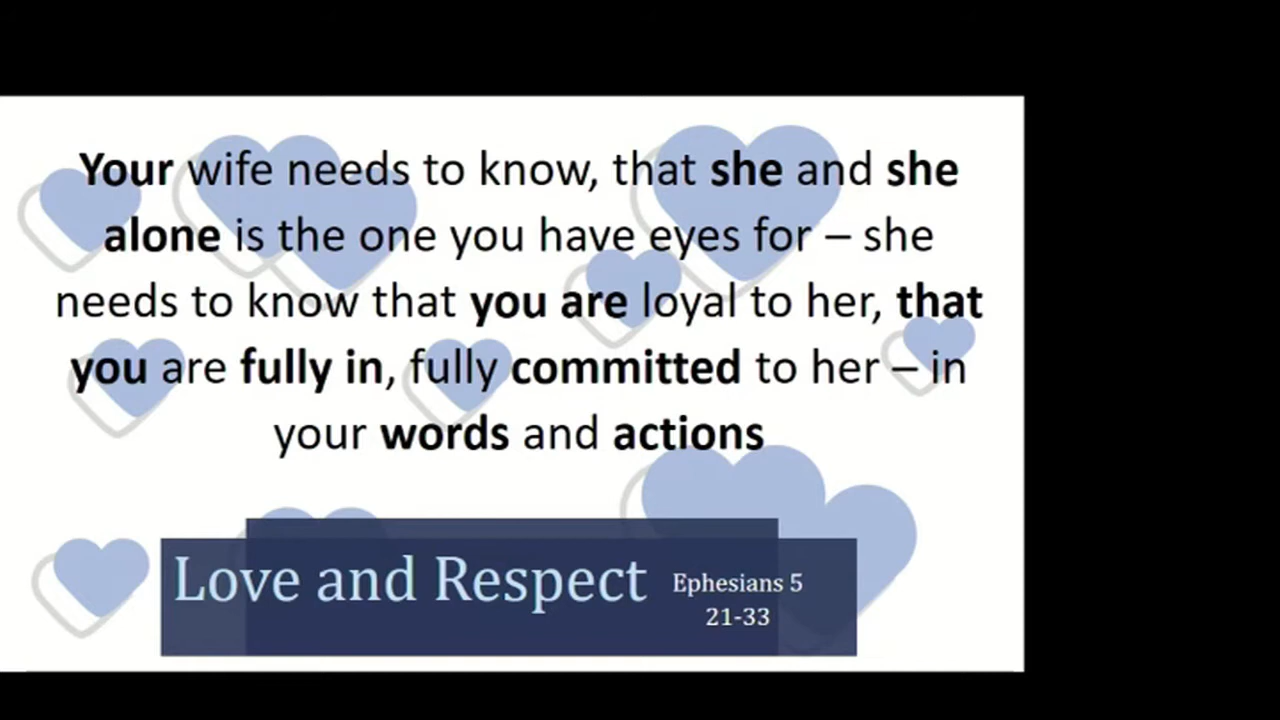 Your wife needs to know, that she and she
alone is the one you have eyes for – she
needs to know that you are loyal to her, that
you are fully in, fully committed to her – in
your words and actions
Love and Respect
Ephesians 5
21-33